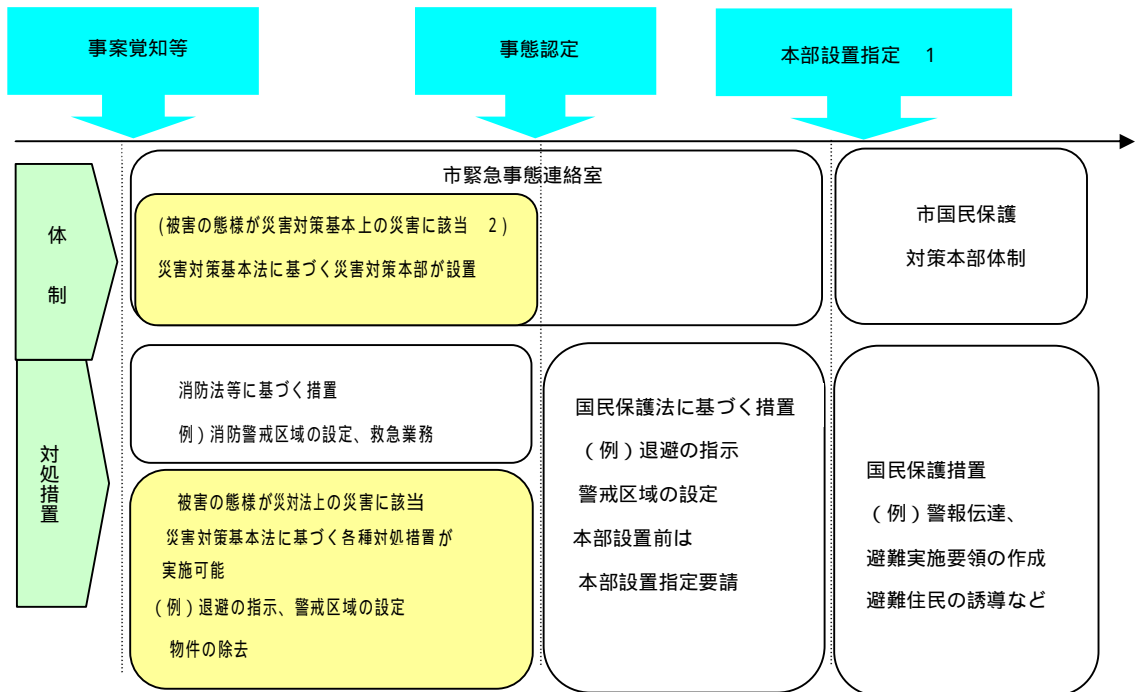 事案覚知等
事態認定
本部設置指定 1
体
制
市緊急事態連絡室
(被害の態様が災害対策基本上の災害に該当 2)
災害対策基本法に基づく災害対策本部が設置
市国民保護
対策本部体制
対処措置
消防法等に基づく措置
例)消防警戒区域の設定、救急業務
被害の態様が災対法上の災害に該当
災害対策基本法に基づく各種対処措置が
実施可能
(例)退避の指示、警戒区域の設定
物件の除去
国民保護法に基づく措置
(例)退避の指示
警戒区域の設定
本部設置前は
本部設置指定要請
国民保護措置
(例)警報伝達、
避難実施要領の作成
避難住民の誘導など